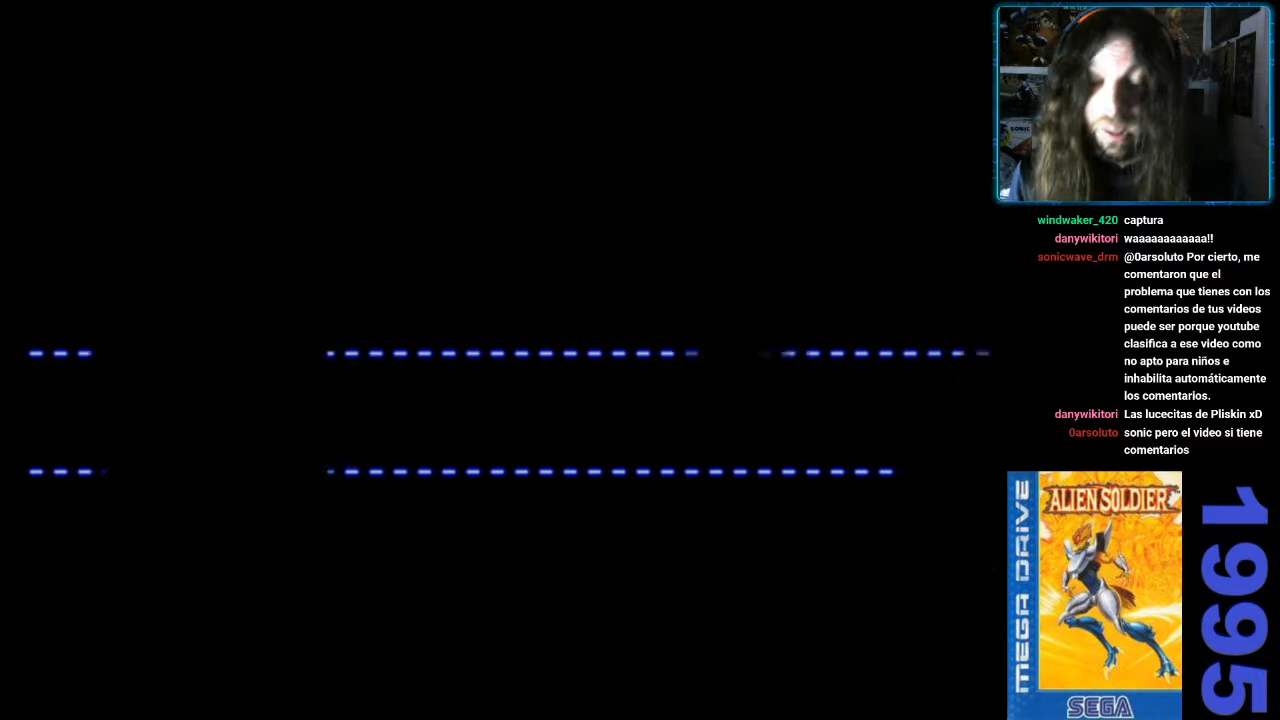 SONIC
windwaker_420 captura
danywikitori waaaaaaaaaaaa!!
sonicwave_drm @0arsoluto Por cierto, me
comentaron que el
problema que tienes con los
comentarios de tus videos
puede ser porque youtube
clasifica a ese video como
no apto para niños e
inhabilita automáticamente
los comentarios.
danywikitori Las lucecitas de Pliskin xD
0arsoluto sonic pero el video si tiene
comentarios
MEGA DRIVE
ALIEN SOLDIER
SEGA
1995